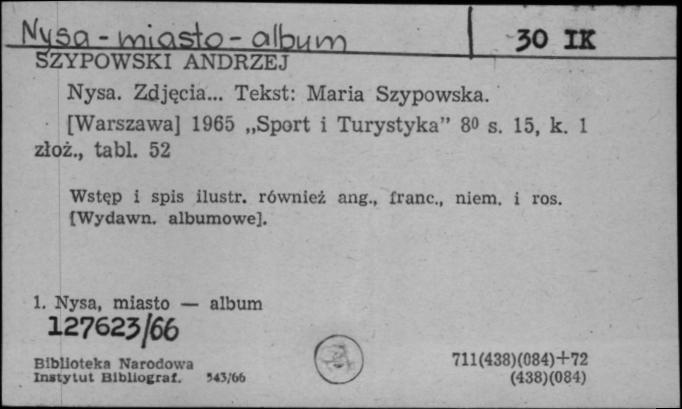 Nysa - miasto - album 30 IK
SZYPOWSKI ANDRZEJ
Nysa. Zdjęcia... Tekst: Maria Szypowska.
[Warszawa] 1965 „Sport i Turystyka” 8⁰ s. 15, k. 1
złoż., tabl. 52
Wstęp i spis ilustr. również ang., franc., niem. i ros.
[Wydawn. albumowe].
1. Nysa, miasto — album
127623/66
Biblioteka Narodowa 711(438)(084)+72
Instytut Bibliograf. 543/66 (438)(084)